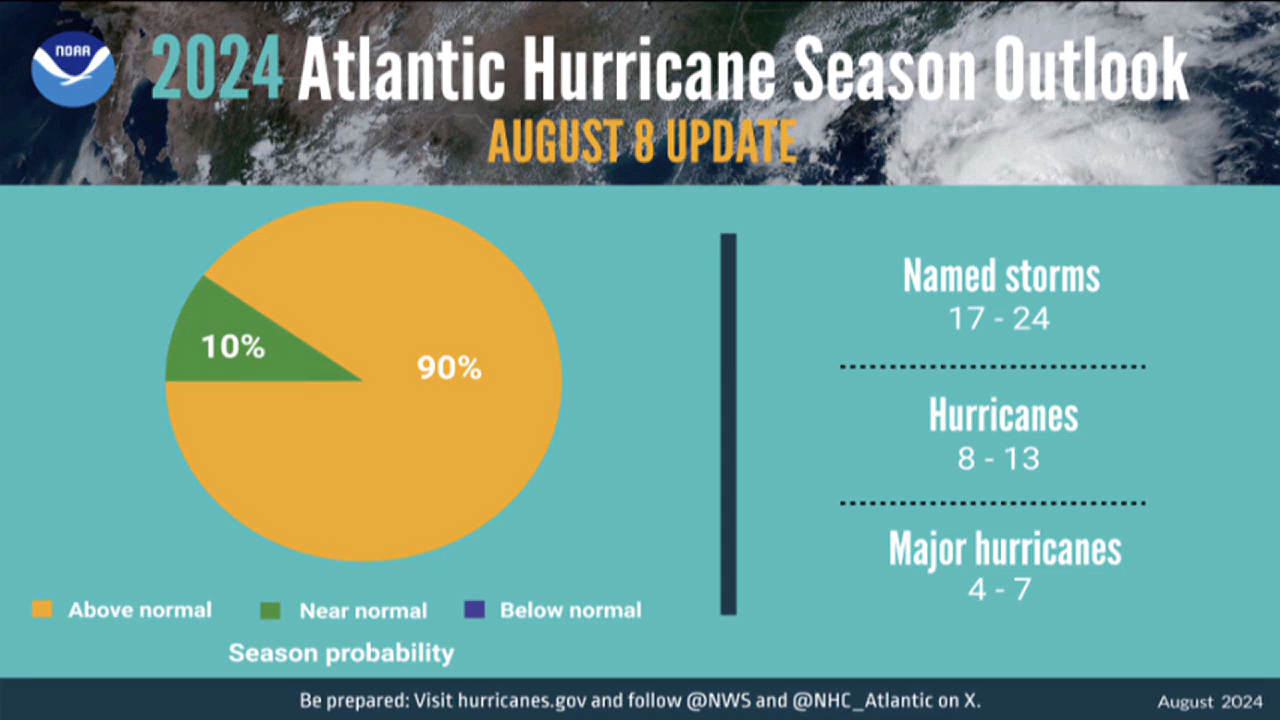 NOAA
2024 Atlantic Hurricane Season Outlook
AUGUST 8 UPDATE
10%
90%
Above normal
Near normal
Below normal
Season probability
Named storms
17 - 24
Hurricanes
8 - 13
Major hurricanes
4 - 7
Be prepared: Visit hurricanes.gov and follow @NWS and @NHC_Atlantic on X.
August 2024